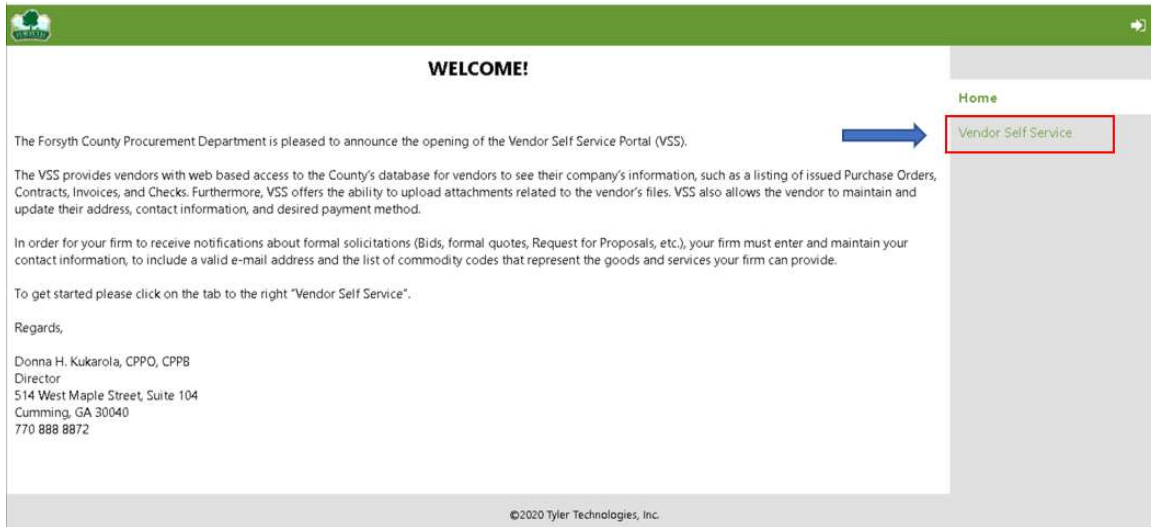 FORSYTH
WELCOME!
Home
Vendor Self Service
The Forsyth County Procurement Department is pleased to announce the opening of the Vendor Self Service Portal (VSS).
The VSS provides vendors with web based access to the County's database for vendors to see their company's information, such as a listing of issued Purchase Orders,
Contracts, Invoices, and Checks. Furthermore, VSS offers the ability to upload attachments related to the vendor's files. VSS also allows the vendor to maintain and
update their address, contact information, and desired payment method.
In order for your firm to receive notifications about formal solicitations (Bids, formal quotes, Request for Proposals, etc.), your firm must enter and maintain your
contact information, to include a valid e-mail address and the list of commodity codes that represent the goods and services your firm can provide.
To get started please click on the tab to the right "Vendor Self Service".
Regards,
Donna H. Kukarola, CPPO, CPPB
Director
514 West Maple Street, Suite 104
Cumming, GA 30040
770 888 8872
©2020 Tyler Technologies, Inc.